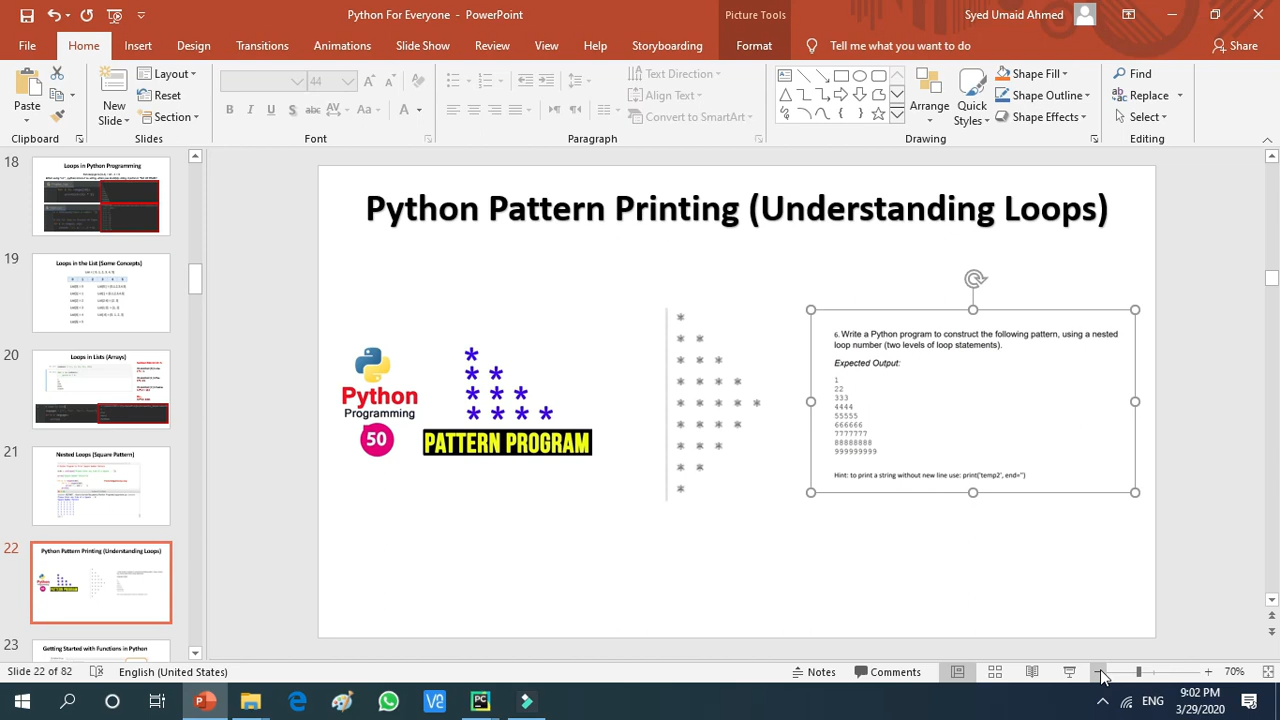 Python For Everyone - PowerPoint
Picture Tools
Syed Umaid Ahmed
File
Home
Insert
Design
Transitions
Animations
Slide Show
Review
View
Help
Storyboarding
Format
Tell me what you want to do
Share
Paste
New
Slide
Layout
Reset
Section
44
B I U S abc AV Aa A
Text Direction
Align Text
Convert to SmartArt
Arrange
Quick
Styles
Shape Fill
Shape Outline
Shape Effects
Find
Replace
Select
Clipboard
Slides
Font
Paragraph
Drawing
Editing
18
Loops in Python Programming
19
Loops in the List (Some Concepts)
20
Loops in Lists (Arrays)
21
Nested Loops (Square Pattern)
22
Python Pattern Printing (Understanding Loops)
23
Getting Started with Functions in Python
Python Pattern Printing (Understanding Loops)
Python
Programming
50
*
* *
* * *
* * * *
PATTERN PROGRAM
*
* *
* * *
* * * *
* * * * *
* * * *
* * *
* *
*
6. Write a Python program to construct the following pattern, using a nested
loop number (two levels of loop statements).
Expected Output:
1
22
333
4444
55555
666666
7777777
88888888
999999999
Hint: to print a string without new line use: print('temp2', end='')
Slide 22 of 82
English (United States)
Notes
Comments
70%
ENG
9:02 PM
3/29/2020